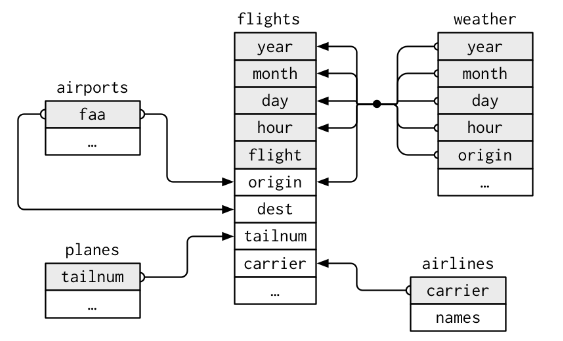 flights
year
month
day
hour
flight
origin
dest
tailnum
carrier
…
weather
year
month
day
hour
origin
…
airports
faa
…
planes
tailnum
…
airlines
carrier
names